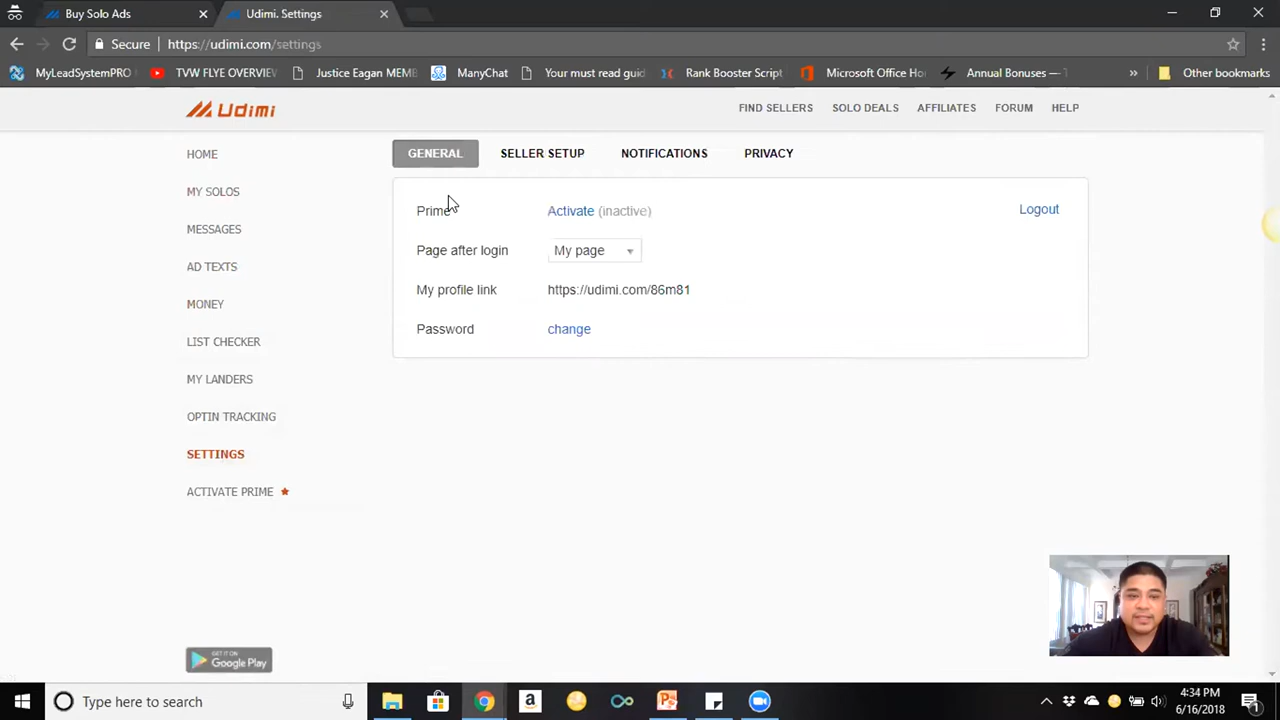 Buy Solo Ads
Udimi. Settings
Secure
https://udimi.com/settings
MyLeadSystemPRO
TVW FLYE OVERVIEW
Justice Eagan MEMB
ManyChat
Your must read guid
Rank Booster Script
Microsoft Office Ho
Annual Bonuses — T
»
Other bookmarks
Udimi
FIND SELLERS
SOLO DEALS
AFFILIATES
FORUM
HELP
HOME
MY SOLOS
MESSAGES
AD TEXTS
MONEY
LIST CHECKER
MY LANDERS
OPTIN TRACKING
SETTINGS
ACTIVATE PRIME
GENERAL
SELLER SETUP
NOTIFICATIONS
PRIVACY
Prime
Activate (inactive)
Logout
Page after login
My page
My profile link
https://udimi.com/86m81
Password
change
GET IT ON
Google Play
Type here to search
a
4:34 PM
6/16/2018
1